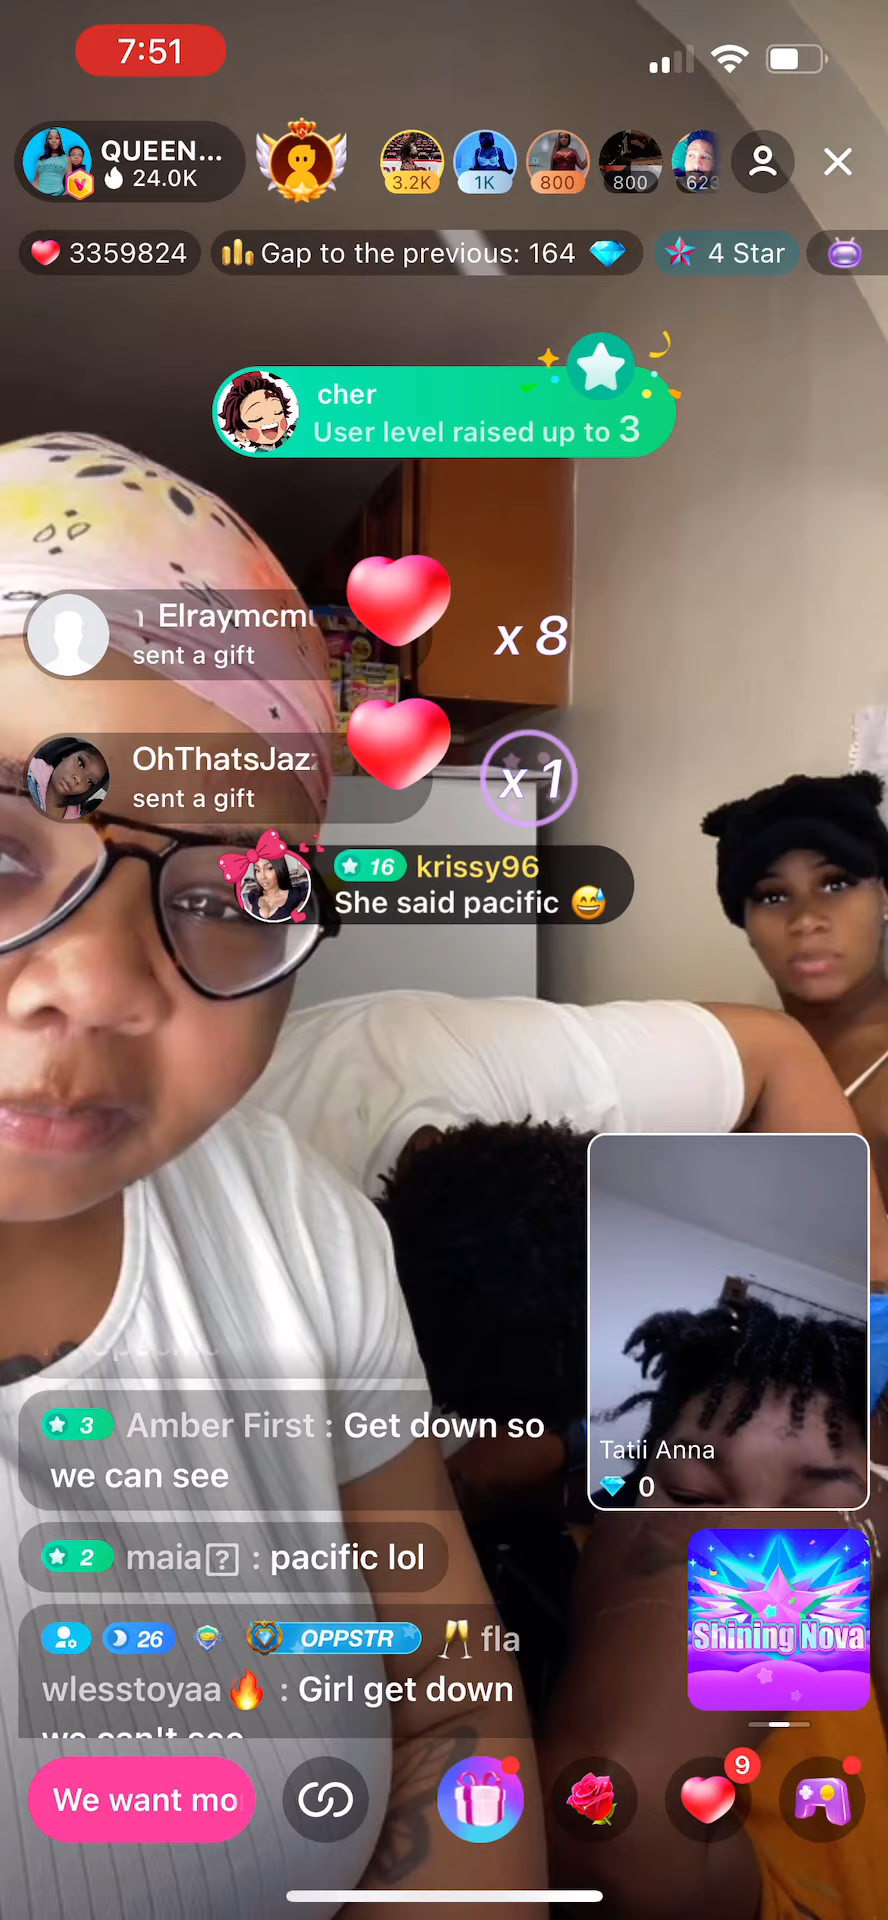 7:51
QUEEN...
24.0K
3.2K
1K
800
800
623
3359824
Gap to the previous: 164
4 Star
cher
User level raised up to 3
Elraymcm
sent a gift
x 8
OhThatsJaz
sent a gift
x 1
16 krissy96
She said pacific 😅
3 Amber First : Get down so
we can see
2 maia : pacific lol
26 OPPSTR 🥂 fla
wlesstoyaa🔥 : Girl get down
we can't see
Tatii Anna
0
Shining Nova
We want mo
9